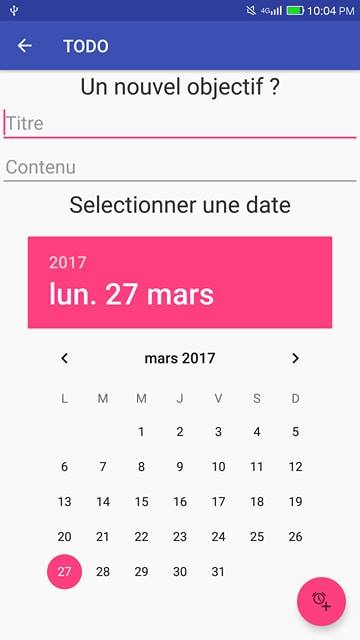 4G 10:04 PM
TODO
Un nouvel objectif ?
Titre
Contenu
Selectionner une date
2017
lun. 27 mars
mars 2017
L M M J V S D
1 2 3 4 5
6 7 8 9 10 11 12
13 14 15 16 17 18 19
20 21 22 23 24 25 26
27 28 29 30 31